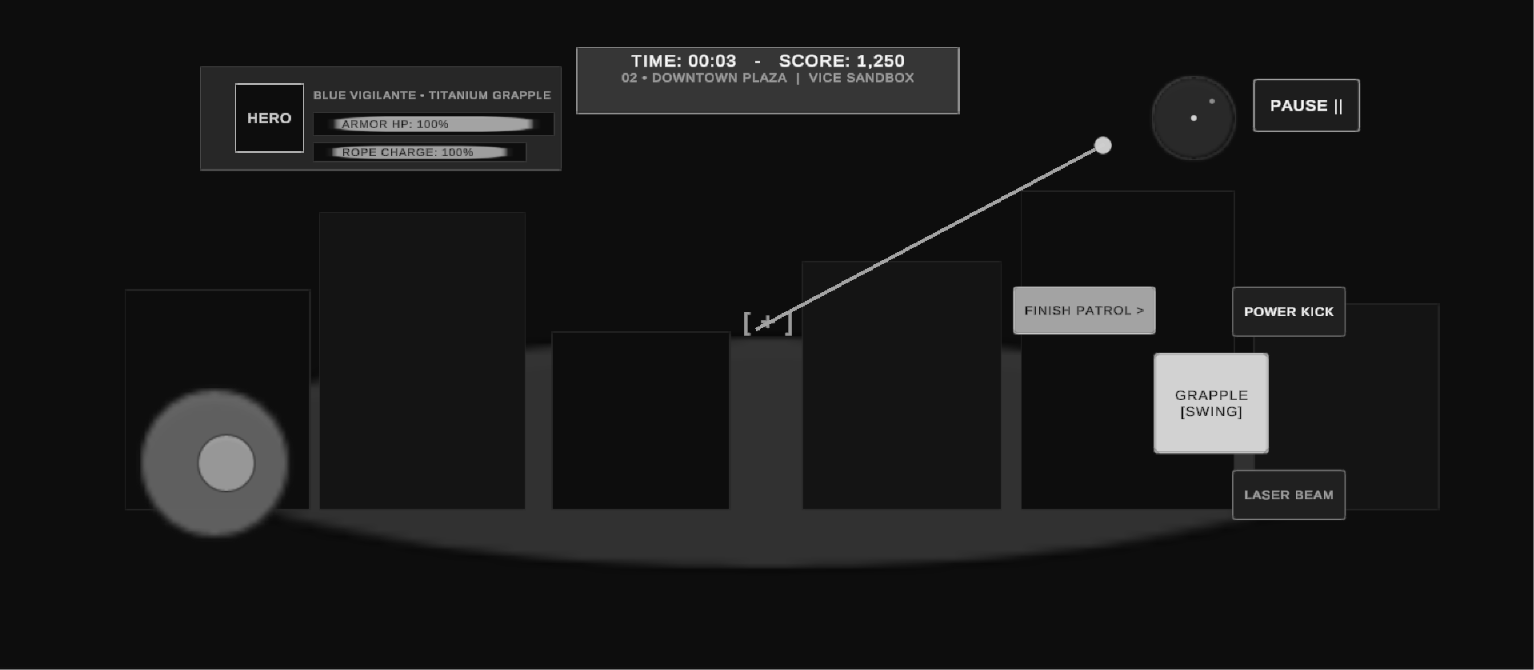 TIME: 00:03 - SCORE: 1,250
02 • DOWNTOWN PLAZA | VICE SANDBOX
HERO
BLUE VIGILANTE • TITANIUM GRAPPLE
ARMOR HP: 100%
ROPE CHARGE: 100%
PAUSE ||
[ + ]
FINISH PATROL >
POWER KICK
GRAPPLE
[SWING]
LASER BEAM